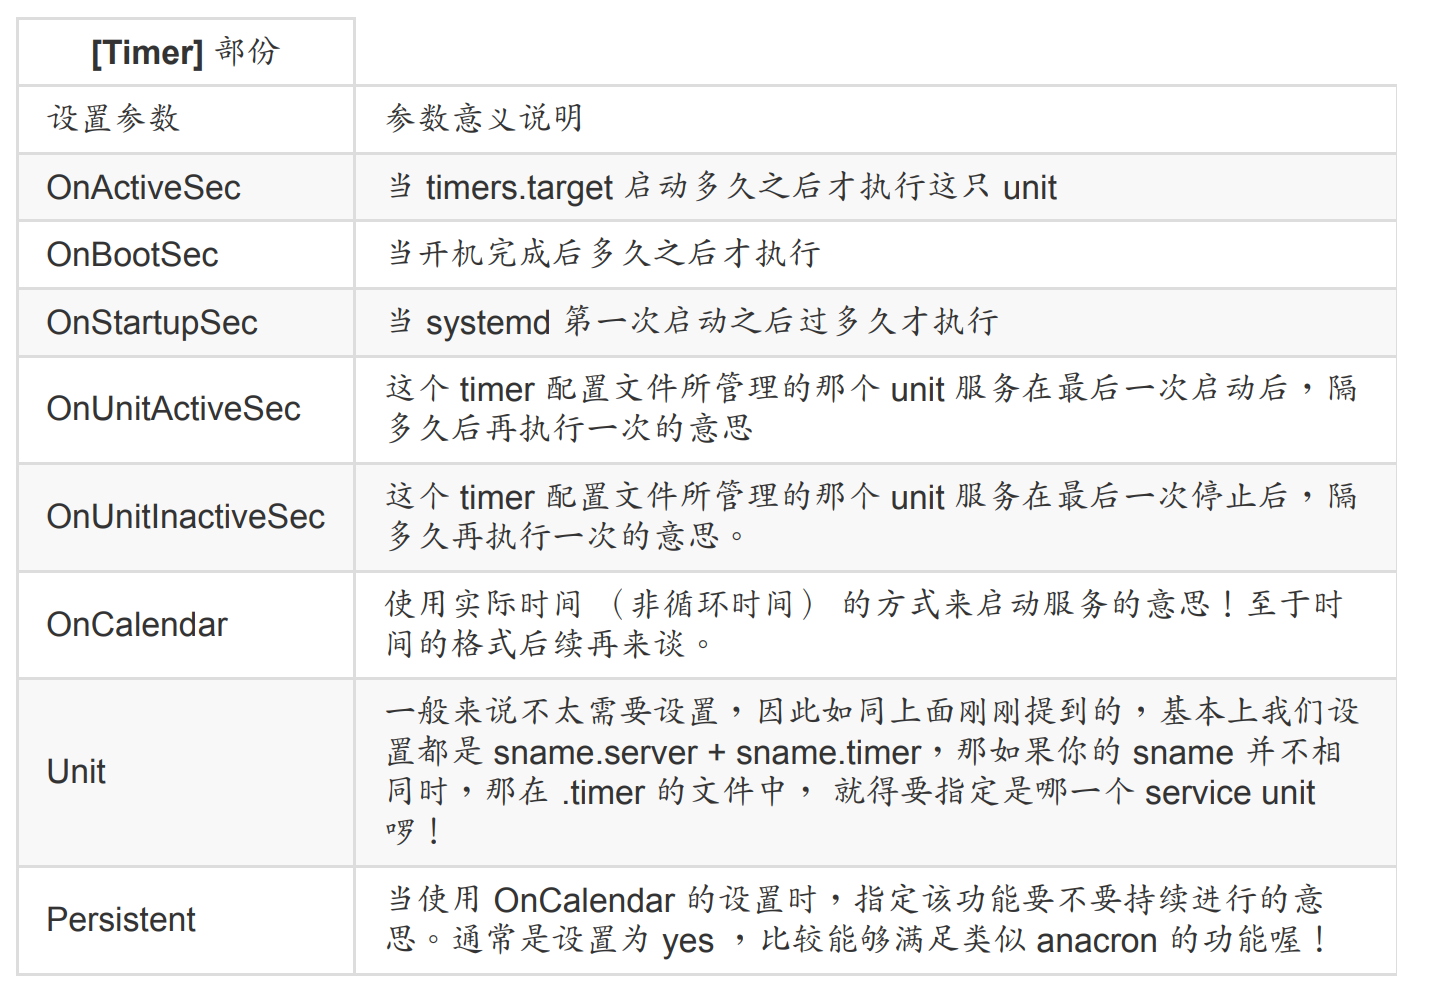 [Timer] 部份
设置参数 参数意义说明
OnActiveSec 当 timers.target 启动多久之后才执行这只 unit
OnBootSec 当开机完成后多久之后才执行
OnStartupSec 当 systemd 第一次启动之后过多久才执行
OnUnitActiveSec 这个 timer 配置文件所管理的那个 unit 服务在最后一次启动后，隔
多久后再执行一次的意思
OnUnitInactiveSec 这个 timer 配置文件所管理的那个 unit 服务在最后一次停止后，隔
多久再执行一次的意思。
OnCalendar 使用实际时间 （非循环时间） 的方式来启动服务的意思！至于时
间的格式后续再来谈。
Unit 一般来说不太需要设置，因此如同上面刚刚提到的，基本上我们设
置都是 sname.server + sname.timer，那如果你的 sname 并不相
同时，那在 .timer 的文件中， 就得要指定是哪一个 service unit
啰！
Persistent 当使用 OnCalendar 的设置时，指定该功能要不要持续进行的意
思。通常是设置为 yes ，比较能够满足类似 anacron 的功能喔！